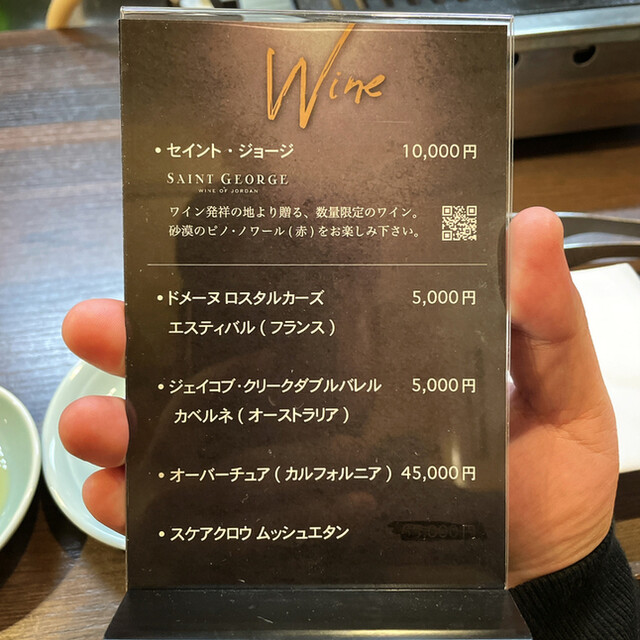 Wine
• セイント・ジョージ 10,000円
SAINT GEORGE
WINE OF JORDAN
ワイン発祥の地より贈る、数量限定のワイン。
砂漠のピノ・ノワール(赤)をお楽しみ下さい。
• ドメーヌ ロスタルカーズ 5,000円
エスティバル(フランス)
• ジェイコブ・クリークダブルバレル 5,000円
カベルネ(オーストラリア)
• オーバーチュア(カルフォルニア) 45,000円
• スケアクロウ ムッシュエタン 円